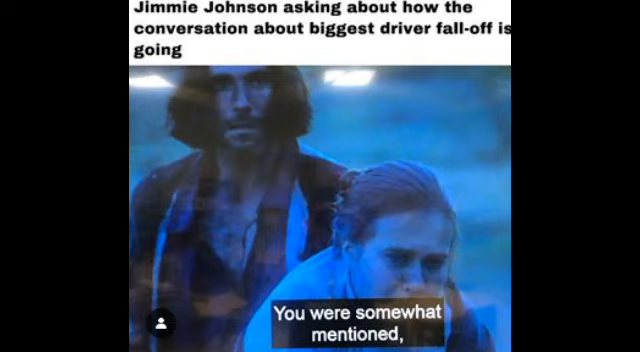 Jimmie Johnson asking about how the
conversation about biggest driver fall-off is
going
You were somewhat
mentioned,